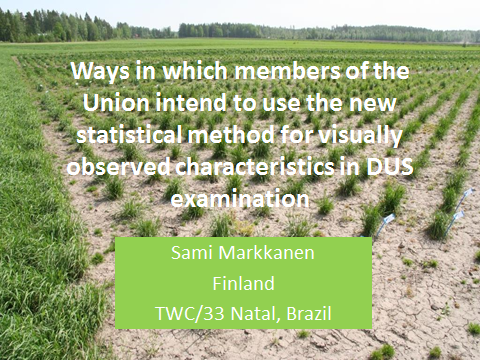 Ways in which members of the
Union intend to use the new
statistical method for visually
observed characteristics in DUS
examination
Sami Markkanen
Finland
TWC/33 Natal, Brazil